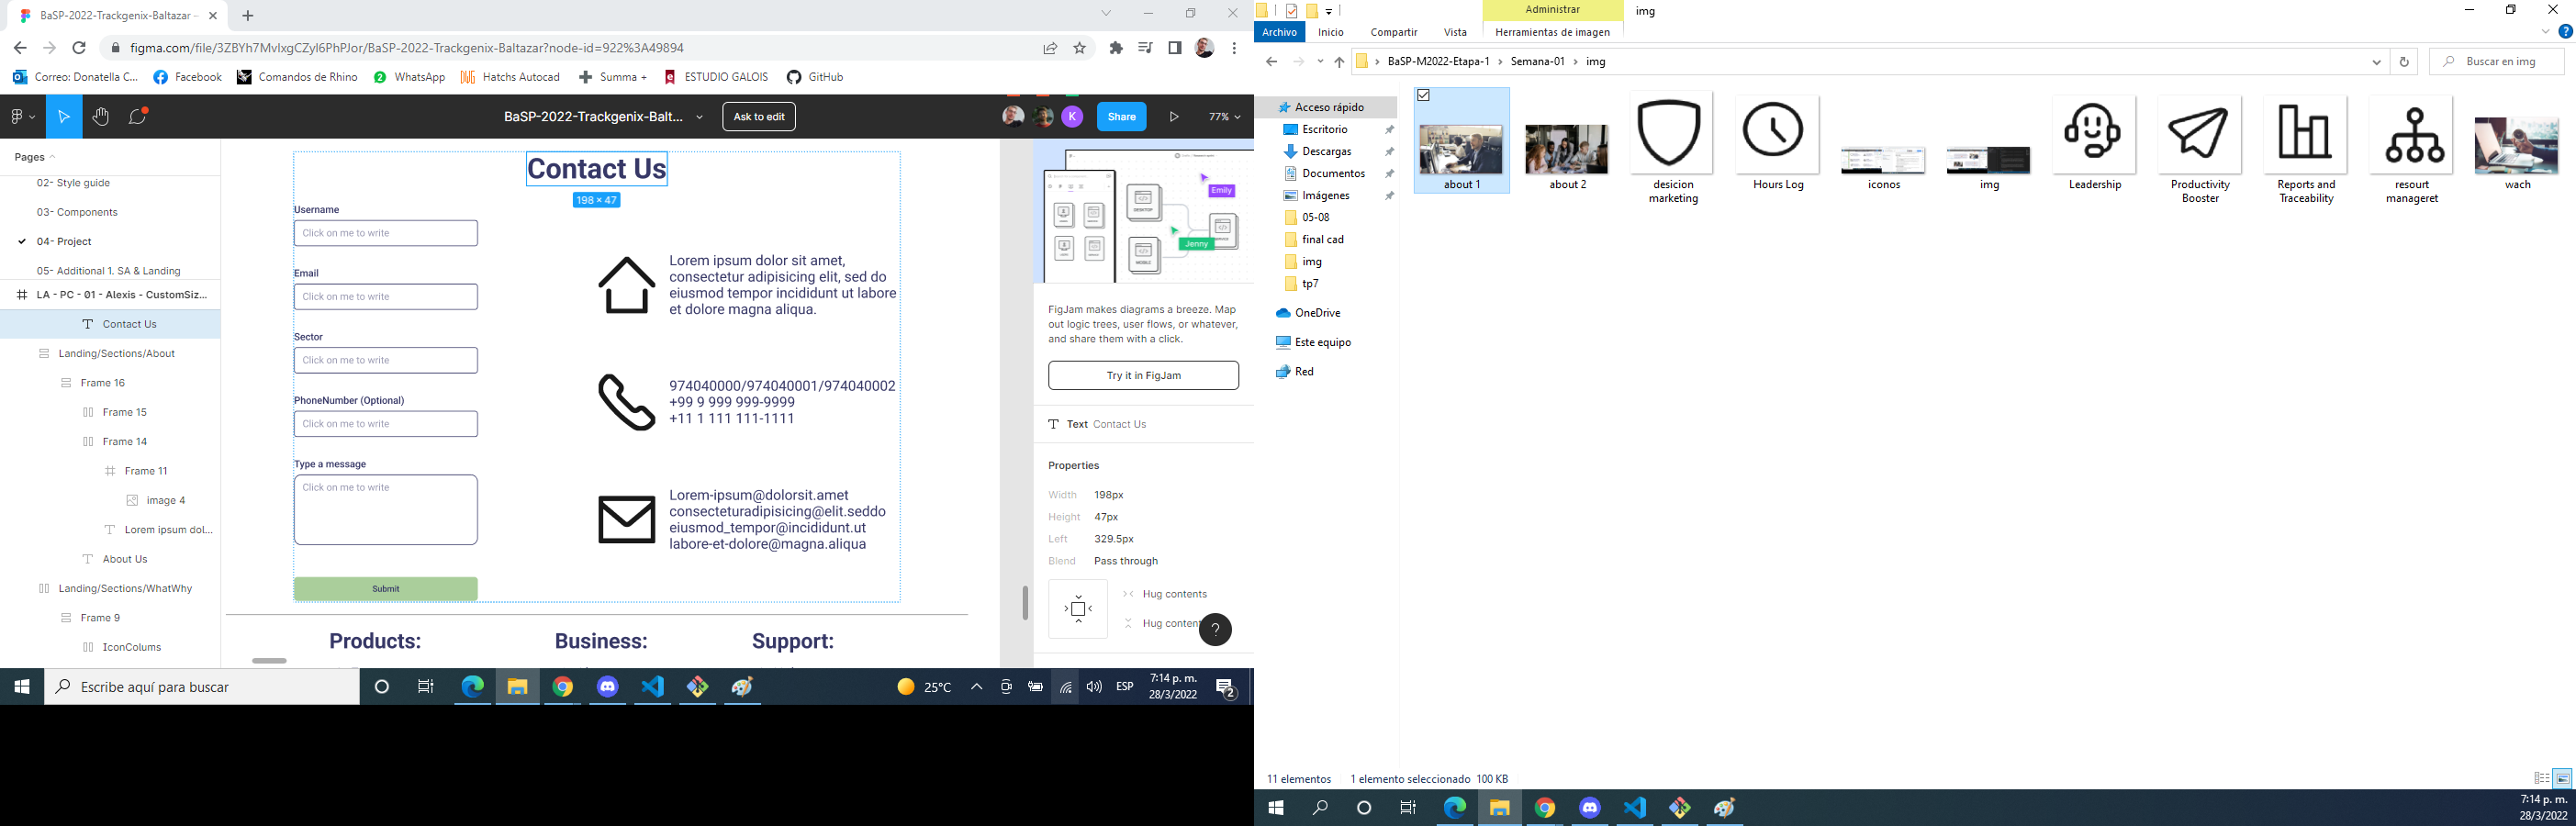 BaSP-2022-Trackgenix-Baltazar –
figma.com/file/3ZBYh7MvIxgCZyl6PhPJor/BaSP-2022-Trackgenix-Baltazar?node-id=922%3A49894
Correo: Donatella C...
Facebook
Comandos de Rhino
WhatsApp
Hatchs Autocad
Summa +
ESTUDIO GALOIS
GitHub
BaSP-2022-Trackgenix-Balt...
Ask to edit
K
Share
77%
Pages
02- Style guide
03- Components
04- Project
05- Additional 1. SA & Landing
LA - PC - 01 - Alexis - CustomSiz...
Contact Us
Landing/Sections/About
Frame 16
Frame 15
Frame 14
Frame 11
image 4
Lorem ipsum dol...
About Us
Landing/Sections/WhatWhy
Frame 9
IconColums
Contact Us
198 × 47
Username
Click on me to write
Email
Click on me to write
Sector
Click on me to write
PhoneNumber (Optional)
Click on me to write
Type a message
Click on me to write
Submit
Lorem ipsum dolor sit amet,
consectetur adipisicing elit, sed do
eiusmod tempor incididunt ut labore
et dolore magna aliqua.
974040000/974040001/974040002
+99 9 999 999-9999
+11 1 111 111-1111
Lorem-ipsum@dolorsit.amet
consecteturadipisicing@elit.seddo
eiusmod_tempor@incididunt.ut
labore-et-dolore@magna.aliqua
Products:
Business:
Support:
Emily
DESKTOP
Jenny
MOBILE
FigJam makes diagrams a breeze. Map
out logic trees, user flows, or whatever,
and share them with a click.
Try it in FigJam
Text Contact Us
Properties
Width 198px
Height 47px
Left 329.5px
Blend Pass through
Hug contents
Hug conten
?
Escribe aquí para buscar
25°C
ESP
7:14 p. m.
28/3/2022
2
Administrar
img
Archivo
Inicio
Compartir
Vista
Herramientas de imagen
BaSP-M2022-Etapa-1 › Semana-01 › img
Buscar en img
Acceso rápido
Escritorio
Descargas
Documentos
Imágenes
05-08
final cad
img
tp7
OneDrive
Este equipo
Red
about 1
about 2
desicion
marketing
Hours Log
iconos
img
Leadership
Productivity
Booster
Reports and
Traceability
resourt
manageret
wach
11 elementos
1 elemento seleccionado 100 KB
7:14 p. m.
28/3/2022